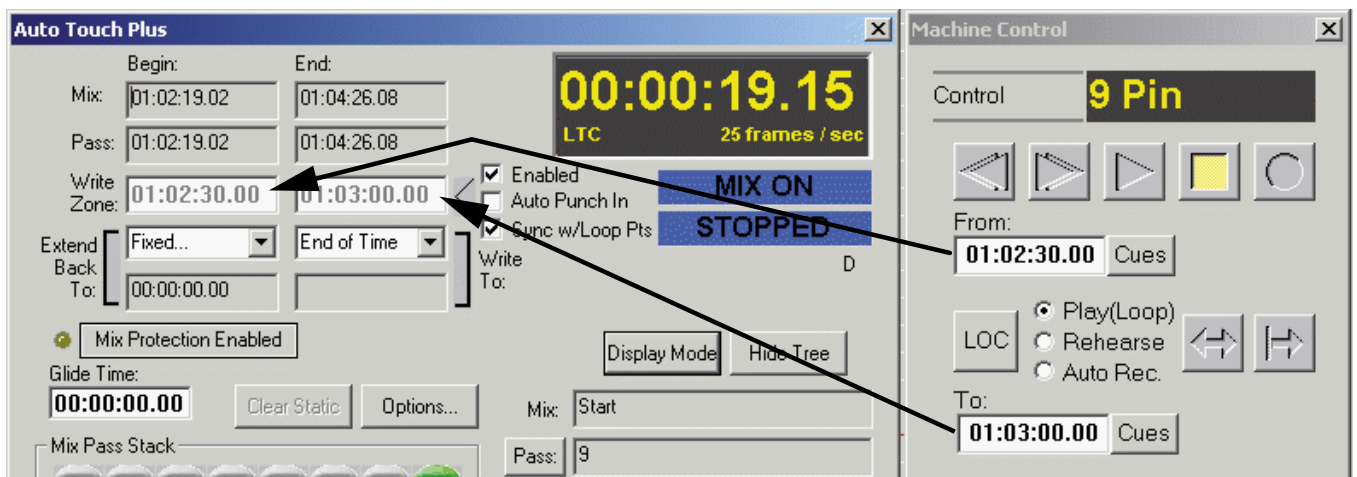 Auto Touch Plus
Begin: End:
Mix: 01:02:19.02 01:04:26.08
Pass: 01:02:19.02 01:04:26.08
Write Zone: 01:02:30.00 01:03:00.00
Extend Back To: Fixed... End of Time
00:00:00.00
Write To:
00:00:19.15
LTC 25 frames / sec
Enabled
Auto Punch In
Sync w/Loop Pts
MIX ON
STOPPED
D
Mix Protection Enabled
Display Mode Hide Tree
Glide Time:
00:00:00.00 Clear Static Options...
Mix: Start
Mix Pass Stack
Pass: 9
Machine Control
Control 9 Pin
From:
01:02:30.00 Cues
LOC
Play(Loop)
Rehearse
Auto Rec.
To:
01:03:00.00 Cues